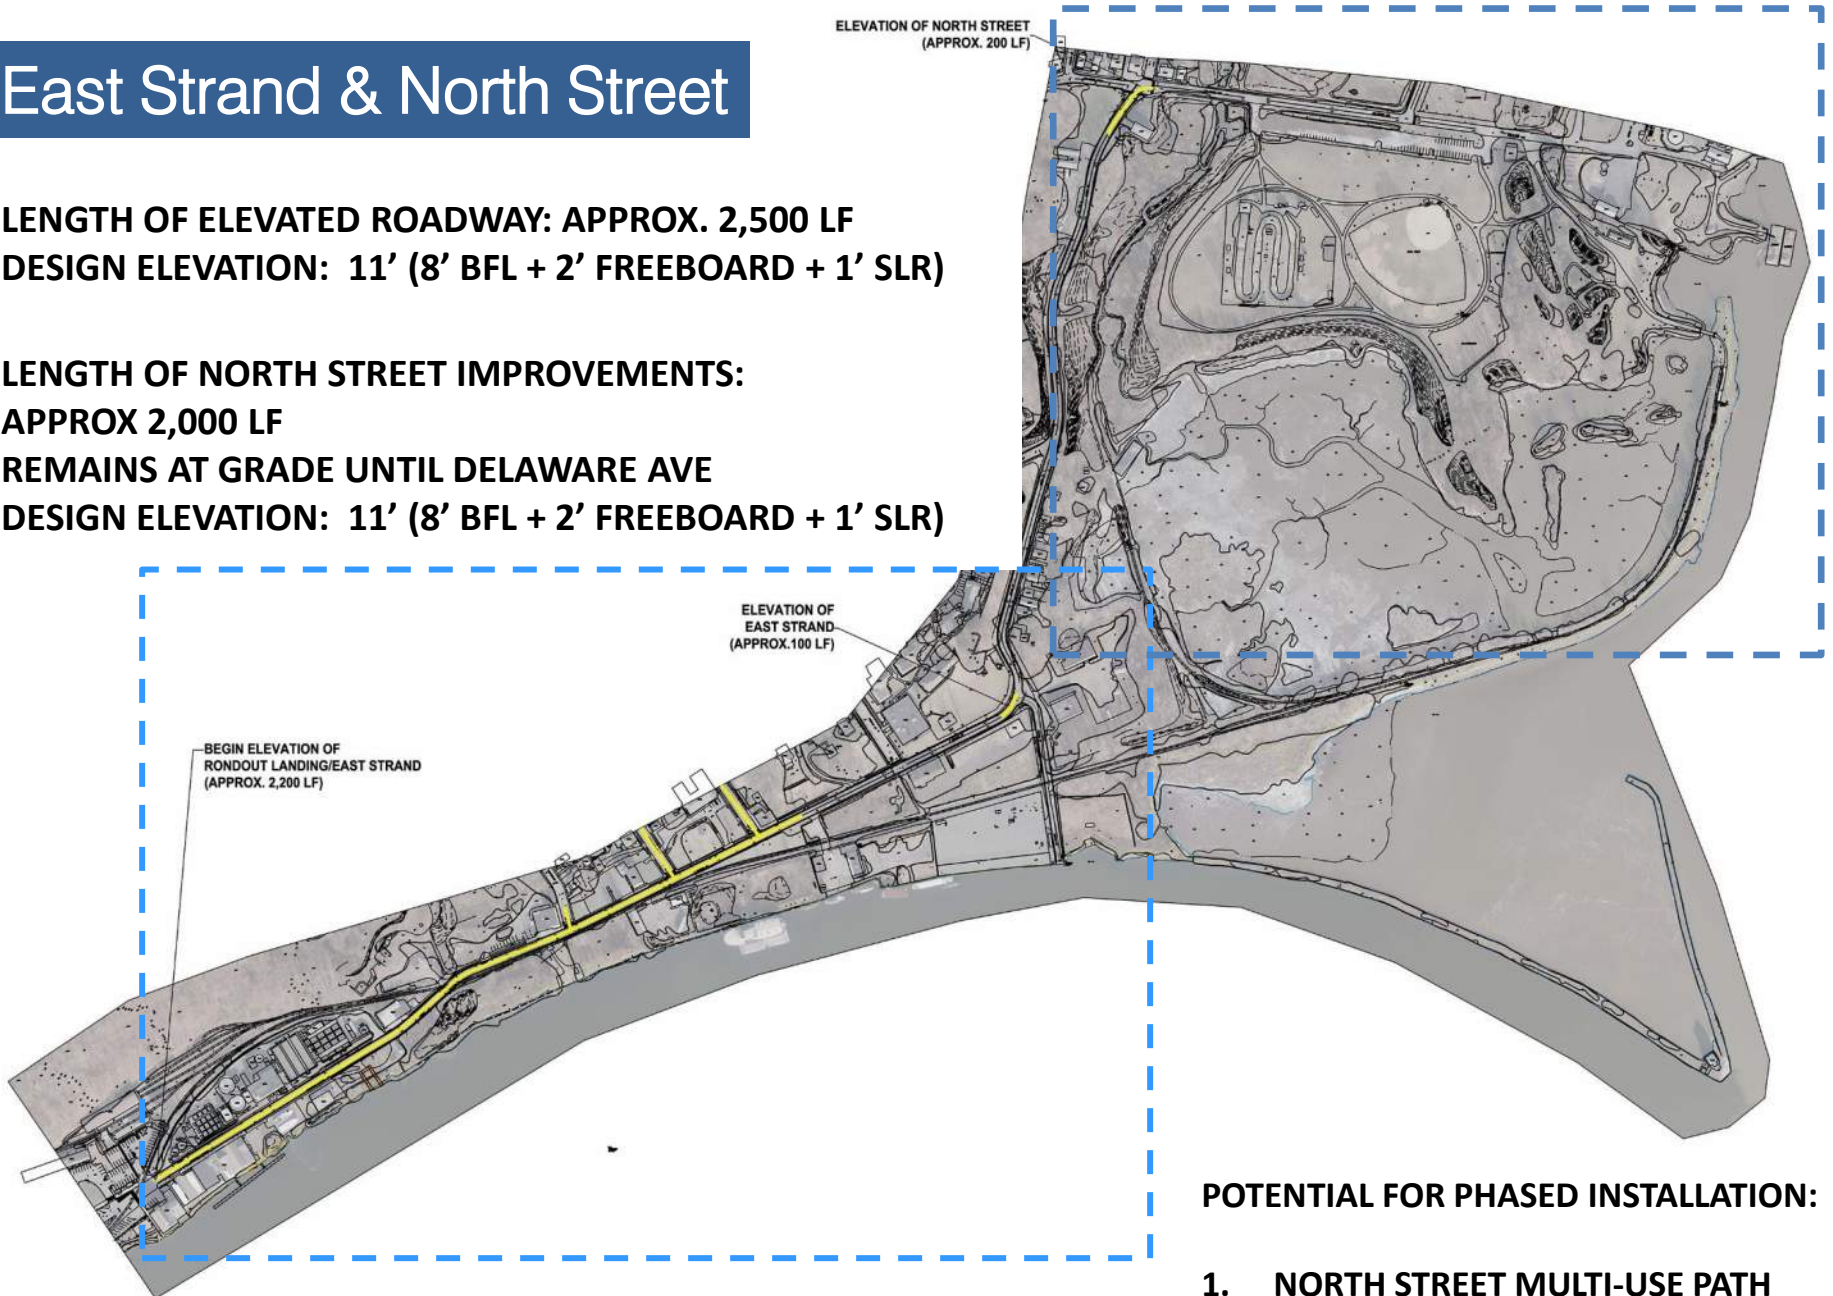 East Strand & North Street
ELEVATION OF NORTH STREET
(APPROX. 200 LF)
LENGTH OF ELEVATED ROADWAY: APPROX. 2,500 LF
DESIGN ELEVATION: 11’ (8’ BFL + 2’ FREEBOARD + 1’ SLR)
LENGTH OF NORTH STREET IMPROVEMENTS:
APPROX 2,000 LF
REMAINS AT GRADE UNTIL DELAWARE AVE
DESIGN ELEVATION: 11’ (8’ BFL + 2’ FREEBOARD + 1’ SLR)
ELEVATION OF
EAST STRAND
(APPROX.100 LF)
BEGIN ELEVATION OF
RONDOUT LANDING/EAST STRAND
(APPROX. 2,200 LF)
POTENTIAL FOR PHASED INSTALLATION:
1. NORTH STREET MULTI-USE PATH